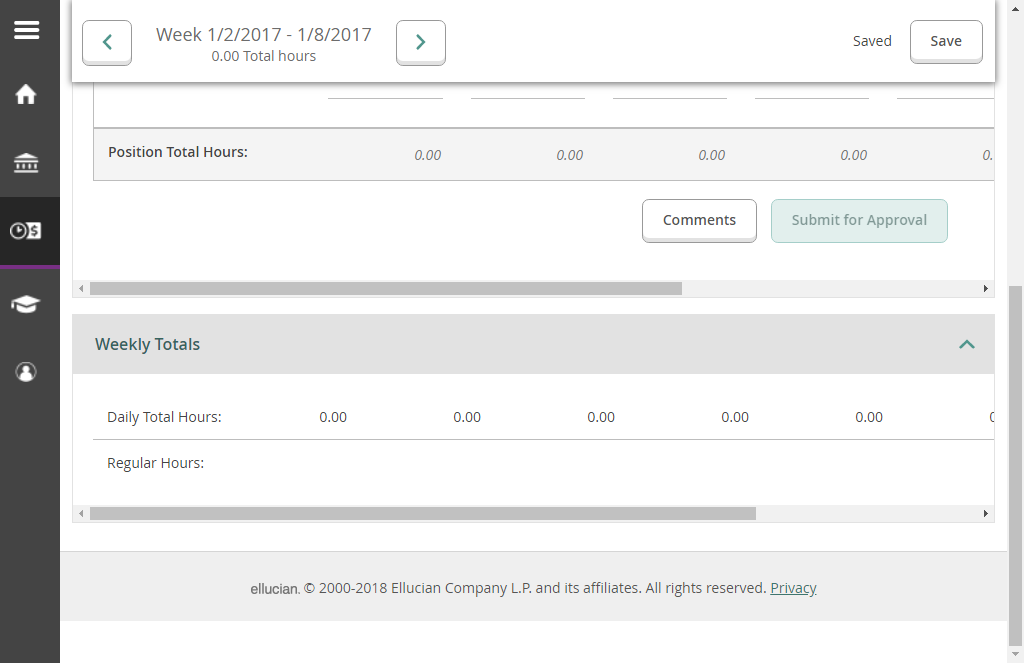 Week 1/2/2017 - 1/8/2017
0.00 Total hours
Saved
Save
Position Total Hours: 0.00 0.00 0.00 0.00 0.
Comments
Submit for Approval
Weekly Totals
Daily Total Hours: 0.00 0.00 0.00 0.00 0.00
Regular Hours:
ellucian. © 2000-2018 Ellucian Company L.P. and its affiliates. All rights reserved. Privacy